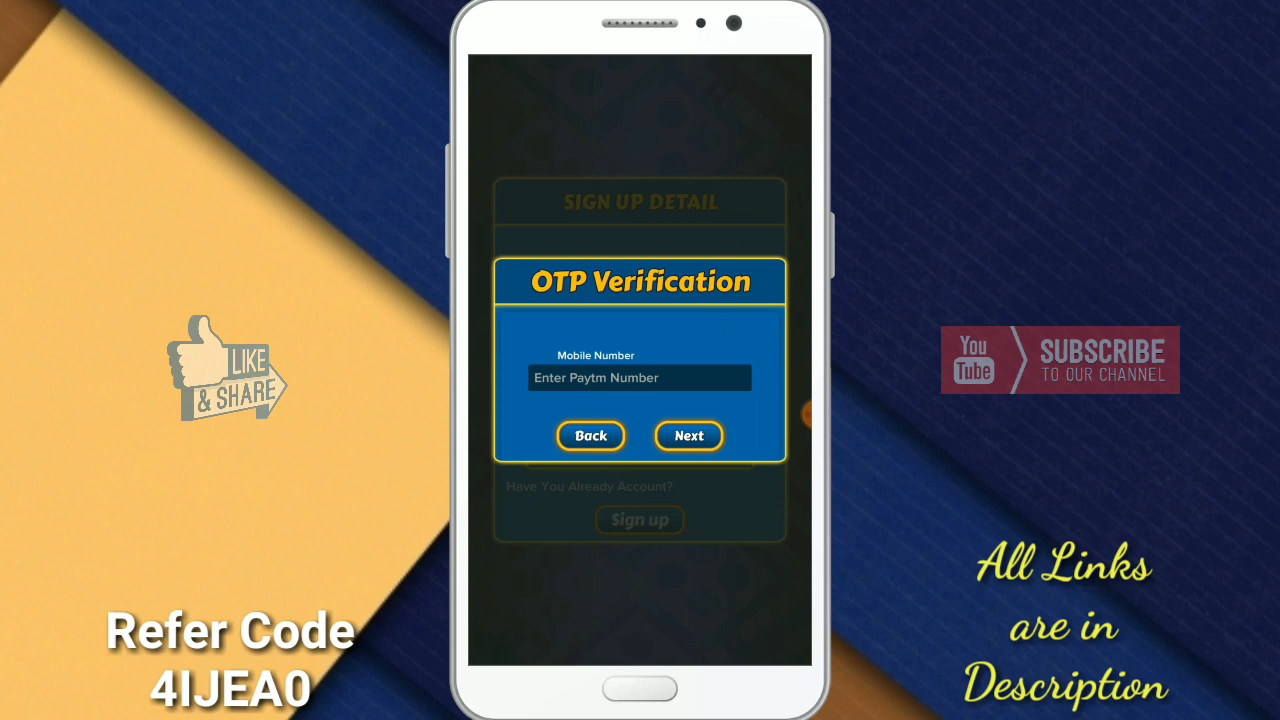 SIGN UP DETAIL
OTP Verification
Mobile Number
Enter Paytm Number
Back
Next
Have You Already Account?
Sign up
LIKE
& SHARE
You
Tube
SUBSCRIBE
TO OUR CHANNEL
Refer Code
4IJEA0
All Links
are in
Description